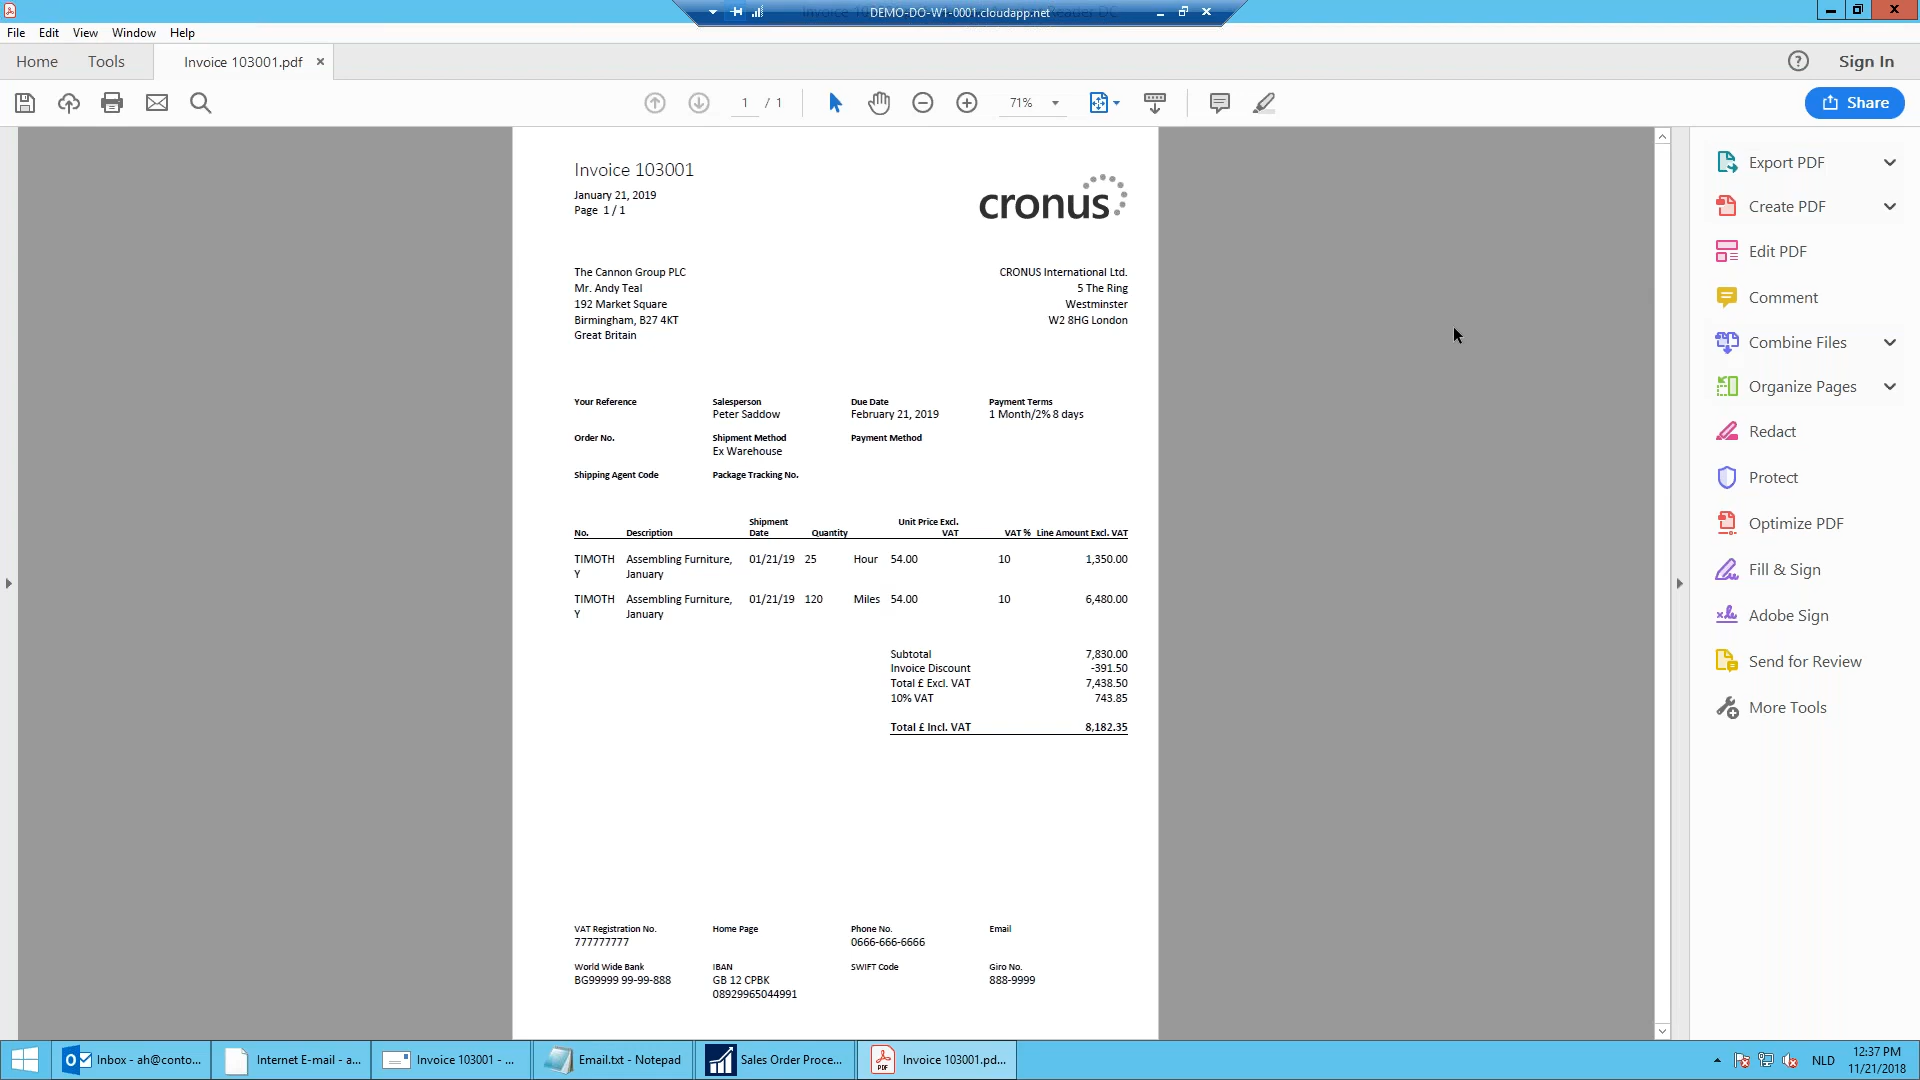 DEMO-DO-W1-0001.cloudapp.net
File Edit View Window Help
Home Tools Invoice 103001.pdf Sign In
1 / 1 71% Share
Invoice 103001
January 21, 2019
Page 1 / 1
cronus
The Cannon Group PLC CRONUS International Ltd.
Mr. Andy Teal 5 The Ring
192 Market Square Westminster
Birmingham, B27 4KT W2 8HG London
Great Britain
Your Reference Salesperson Due Date Payment Terms
Peter Saddow February 21, 2019 1 Month/2% 8 days
Order No. Shipment Method Payment Method
Ex Warehouse
Shipping Agent Code Package Tracking No.
Shipment Unit Price Excl.
No. Description Date Quantity VAT VAT % Line Amount Excl. VAT
TIMOTH Assembling Furniture, 01/21/19 25 Hour 54.00 10 1,350.00
Y January
TIMOTH Assembling Furniture, 01/21/19 120 Miles 54.00 10 6,480.00
Y January
Subtotal 7,830.00
Invoice Discount -391.50
Total £ Excl. VAT 7,438.50
10% VAT 743.85
Total £ Incl. VAT 8,182.35
VAT Registration No. Home Page Phone No. Email
777777777 0666-666-6666
World Wide Bank IBAN SWIFT Code Giro No.
BG99999 99-99-888 GB 12 CPBK 888-9999
08929965044991
Export PDF
Create PDF
Edit PDF
Comment
Combine Files
Organize Pages
Redact
Protect
Optimize PDF
Fill & Sign
Adobe Sign
Send for Review
More Tools
Inbox - ah@conto... Internet E-mail - a... Invoice 103001 - ... Email.txt - Notepad Sales Order Proce... Invoice 103001.pd... NLD 12:37 PM
11/21/2018